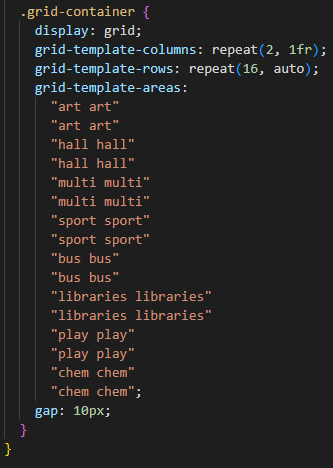 .grid-container {
display: grid;
grid-template-columns: repeat(2, 1fr);
grid-template-rows: repeat(16, auto);
grid-template-areas:
"art art"
"art art"
"hall hall"
"hall hall"
"multi multi"
"multi multi"
"sport sport"
"sport sport"
"bus bus"
"bus bus"
"libraries libraries"
"libraries libraries"
"play play"
"play play"
"chem chem"
"chem chem";
gap: 10px;
}
}